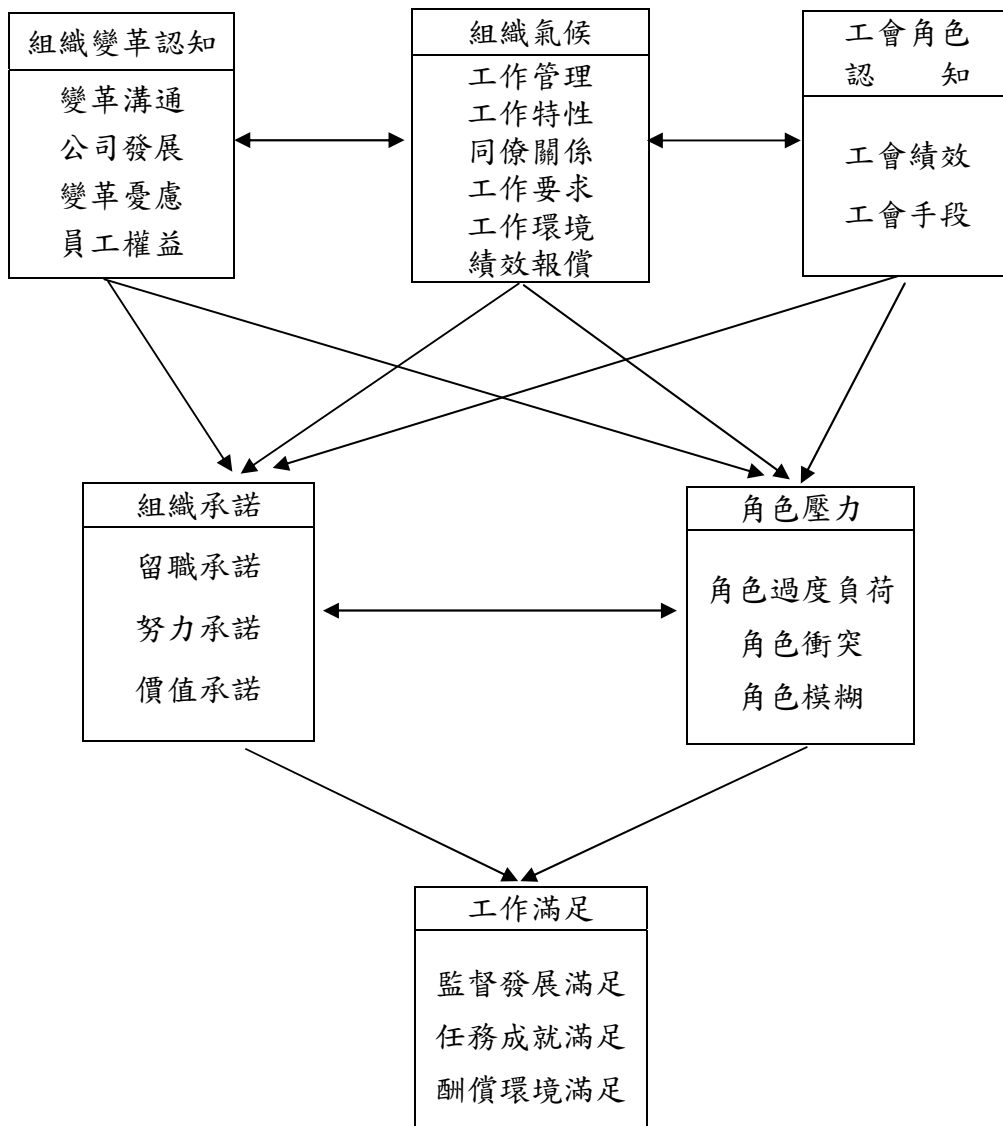 組織變革認知
變革溝通
公司發展
變革憂慮
員工權益
組織氣候
工作管理
工作特性
同僚關係
工作要求
工作環境
績效報償
工會角色
認 知
工會績效
工會手段
組織承諾
留職承諾
努力承諾
價值承諾
角色壓力
角色過度負荷
角色衝突
角色模糊
工作滿足
監督發展滿足
任務成就滿足
酬償環境滿足